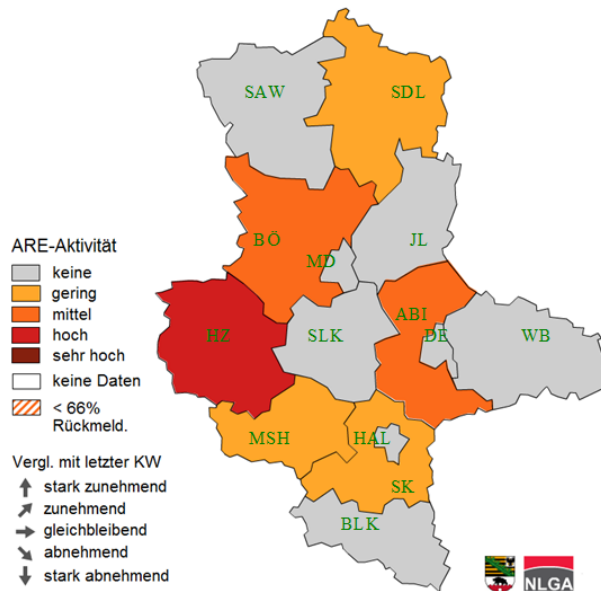 SAW
SDL
BÖ
MD
JL
HZ
SLK
ABI
DE
WB
MSH
HAL
SK
BLK
ARE-Aktivität
keine
gering
mittel
hoch
sehr hoch
keine Daten
< 66%
Rückmeld.
Vergl. mit letzter KW
stark zunehmend
zunehmend
gleichbleibend
abnehmend
stark abnehmend
NLGA